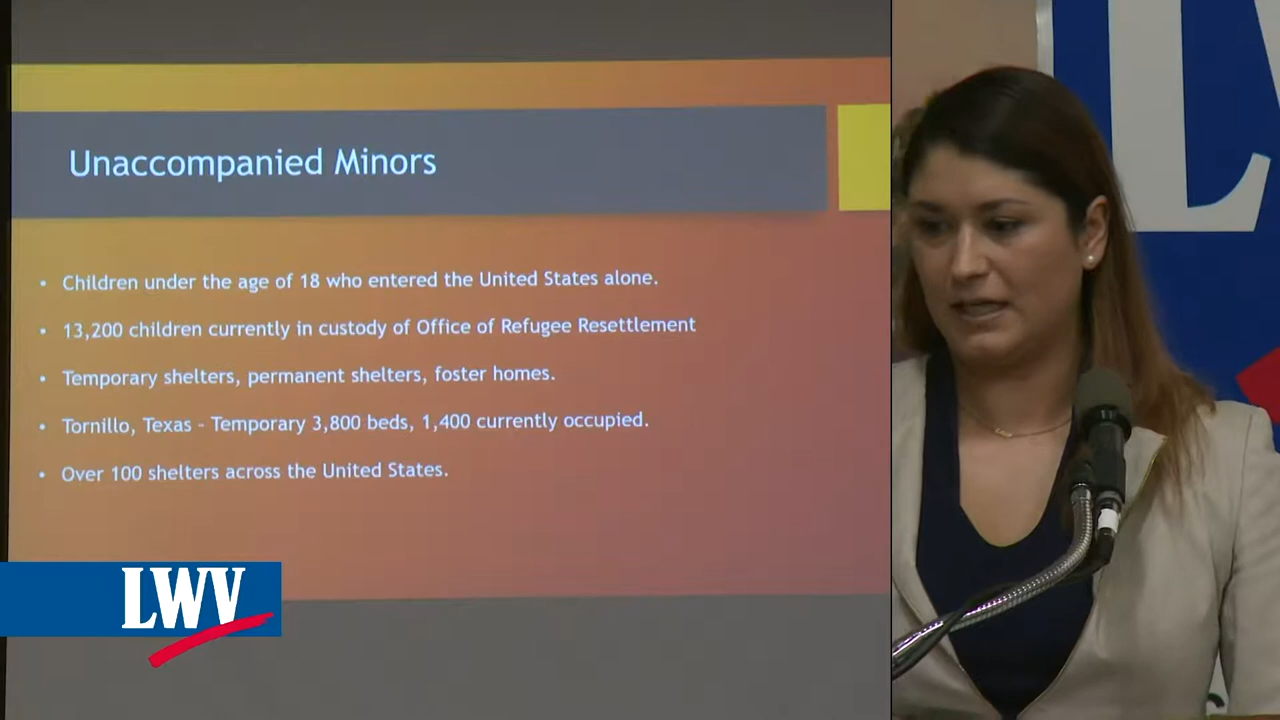 Unaccompanied Minors
• Children under the age of 18 who entered the United States alone.
• 13,200 children currently in custody of Office of Refugee Resettlement
• Temporary shelters, permanent shelters, foster homes.
• Tornillo, Texas - Temporary 3,800 beds, 1,400 currently occupied.
• Over 100 shelters across the United States.
LWV
L